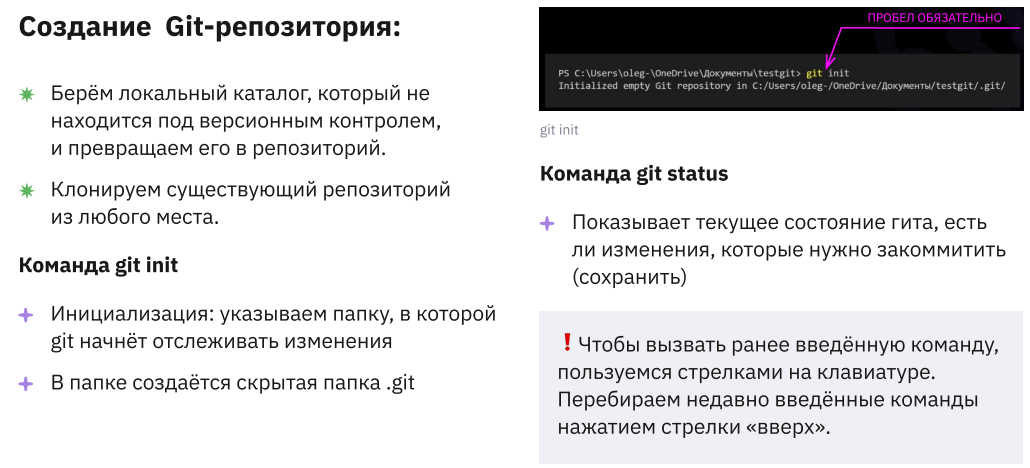 Создание Git-репозитория:
Берём локальный каталог, который не
находится под версионным контролем,
и превращаем его в репозиторий.
Клонируем существующий репозиторий
из любого места.
Команда git init
Инициализация: указываем папку, в которой
git начнёт отслеживать изменения
В папке создаётся скрытая папка .git
ПРОБЕЛ ОБЯЗАТЕЛЬНО
PS C:\Users\oleg-\OneDrive\Документы\testgit> git init
Initialized empty Git repository in C:/Users/oleg-/OneDrive/Документы/testgit/.git/
git init
Команда git status
Показывает текущее состояние гита, есть
ли изменения, которые нужно закоммитить
(сохранить)
❗ Чтобы вызвать ранее введённую команду,
пользуемся стрелками на клавиатуре.
Перебираем недавно введённые команды
нажатием стрелки «вверх».